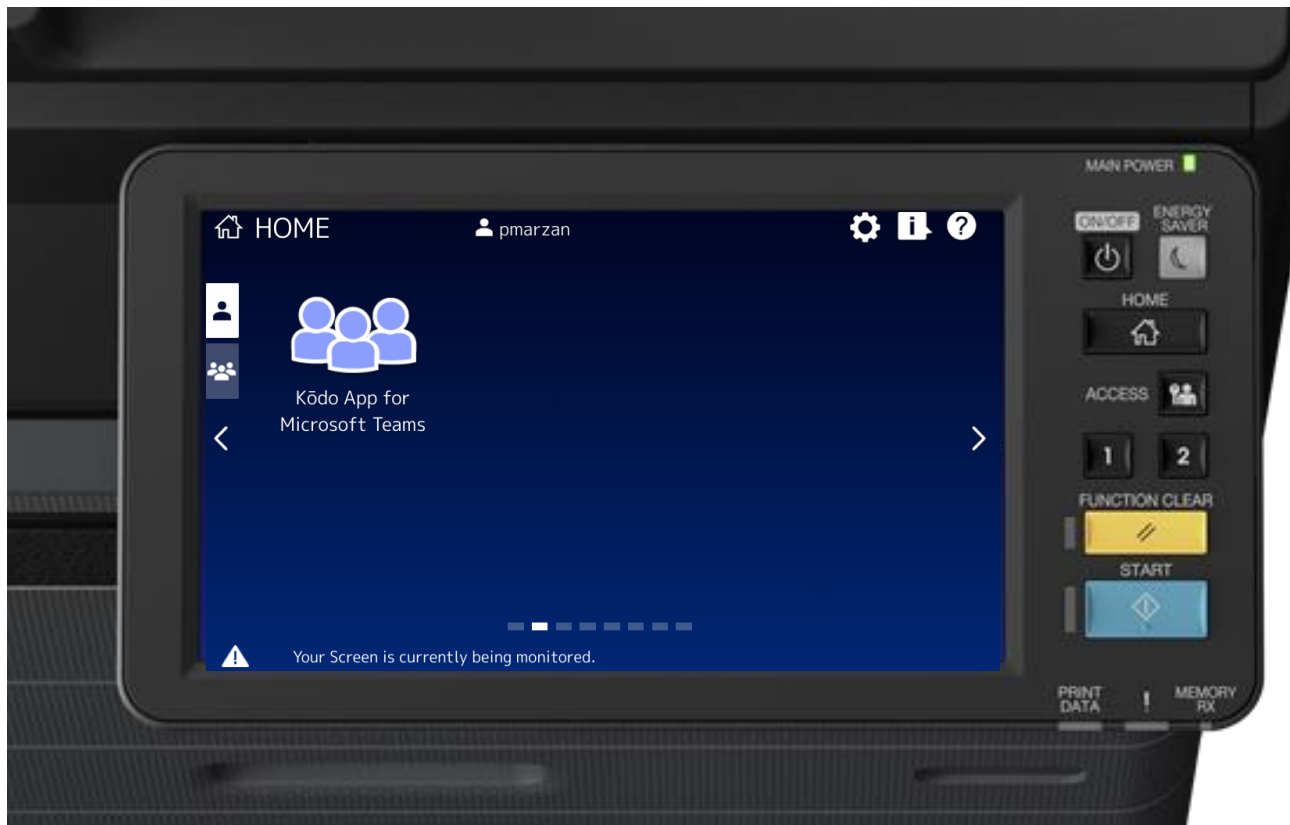 MAIN POWER
HOME
pmarzan
i
?
ON/OFF
ENERGY
SAVER
HOME
Kōdo App for
Microsoft Teams
ACCESS
1
2
FUNCTION CLEAR
START
!
Your Screen is currently being monitored.
PRINT
DATA
!
MEMORY
RX